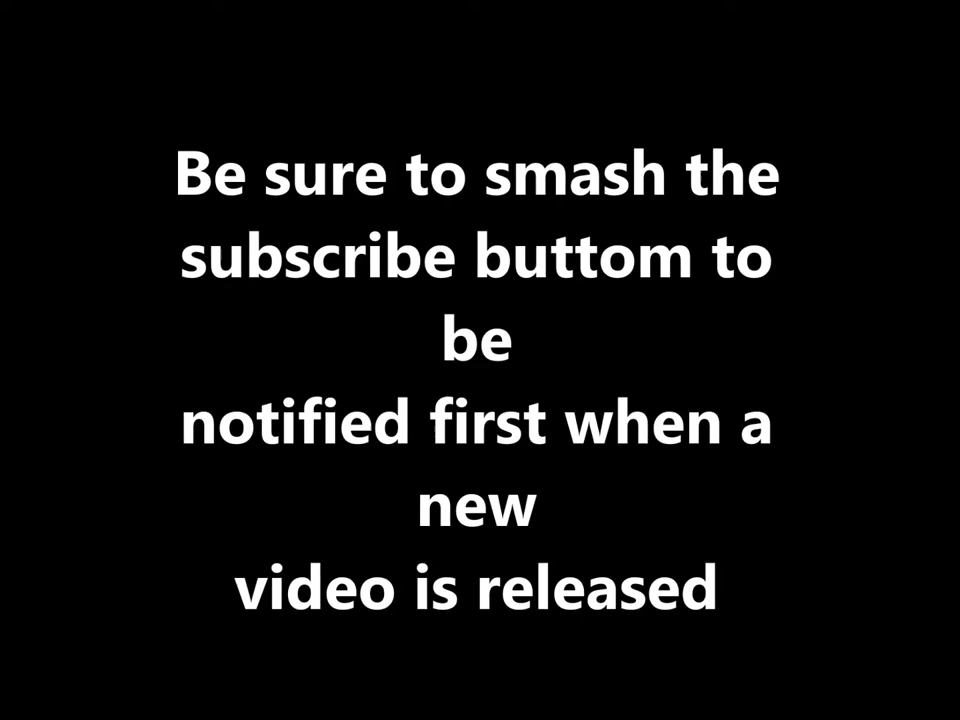 Be sure to smash the
subscribe buttom to
be
notified first when a
new
video is released